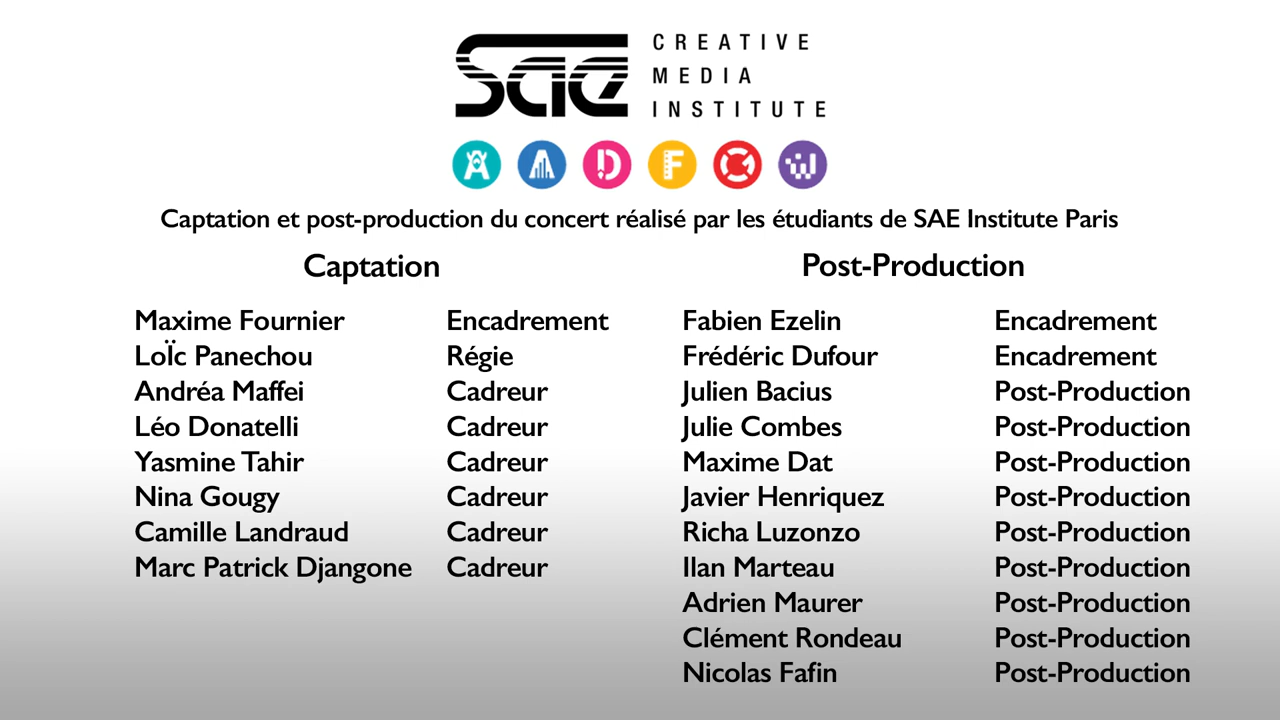 sae
CREATIVE
MEDIA
INSTITUTE
Captation et post-production du concert réalisé par les étudiants de SAE Institute Paris
Captation
Maxime Fournier Encadrement
LoÏc Panechou Régie
Andréa Maffei Cadreur
Léo Donatelli Cadreur
Yasmine Tahir Cadreur
Nina Gougy Cadreur
Camille Landraud Cadreur
Marc Patrick Djangone Cadreur
Post-Production
Fabien Ezelin Encadrement
Frédéric Dufour Encadrement
Julien Bacius Post-Production
Julie Combes Post-Production
Maxime Dat Post-Production
Javier Henriquez Post-Production
Richa Luzonzo Post-Production
Ilan Marteau Post-Production
Adrien Maurer Post-Production
Clément Rondeau Post-Production
Nicolas Fafin Post-Production